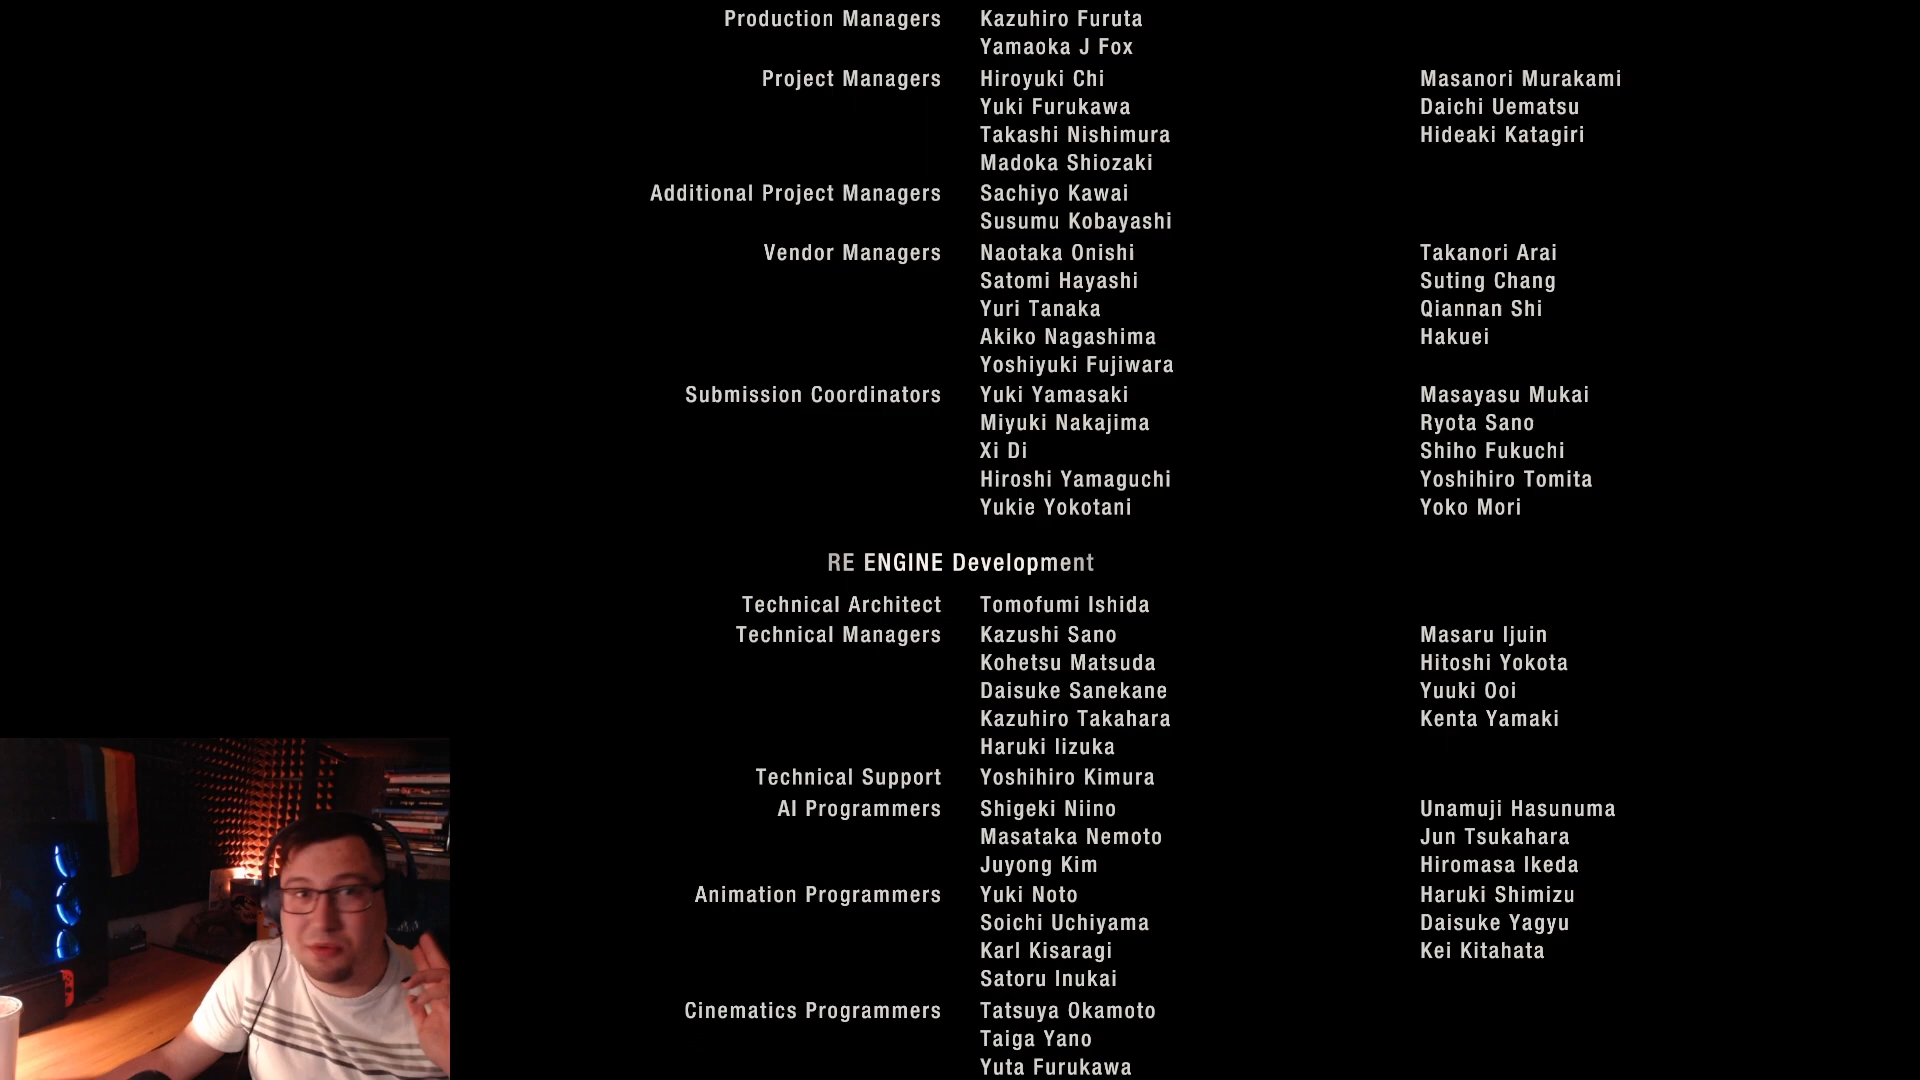 Production Managers Kazuhiro Furuta
Yamaoka J Fox
Project Managers Hiroyuki Chi Masanori Murakami
Yuki Furukawa Daichi Uematsu
Takashi Nishimura Hideaki Katagiri
Madoka Shiozaki
Additional Project Managers Sachiyo Kawai
Susumu Kobayashi
Vendor Managers Naotaka Onishi Takanori Arai
Satomi Hayashi Suting Chang
Yuri Tanaka Qiannan Shi
Akiko Nagashima Hakuei
Yoshiyuki Fujiwara
Submission Coordinators Yuki Yamasaki Masayasu Mukai
Miyuki Nakajima Ryota Sano
Xi Di Shiho Fukuchi
Hiroshi Yamaguchi Yoshihiro Tomita
Yukie Yokotani Yoko Mori
RE ENGINE Development
Technical Architect Tomofumi Ishida
Technical Managers Kazushi Sano Masaru Ijuin
Kohetsu Matsuda Hitoshi Yokota
Daisuke Sanekane Yuuki Ooi
Kazuhiro Takahara Kenta Yamaki
Haruki Iizuka
Technical Support Yoshihiro Kimura
AI Programmers Shigeki Niino Unamuji Hasunuma
Masataka Nemoto Jun Tsukahara
Juyong Kim Hiromasa Ikeda
Animation Programmers Yuki Noto Haruki Shimizu
Soichi Uchiyama Daisuke Yagyu
Karl Kisaragi Kei Kitahata
Satoru Inukai
Cinematics Programmers Tatsuya Okamoto
Taiga Yano
Yuta Furukawa